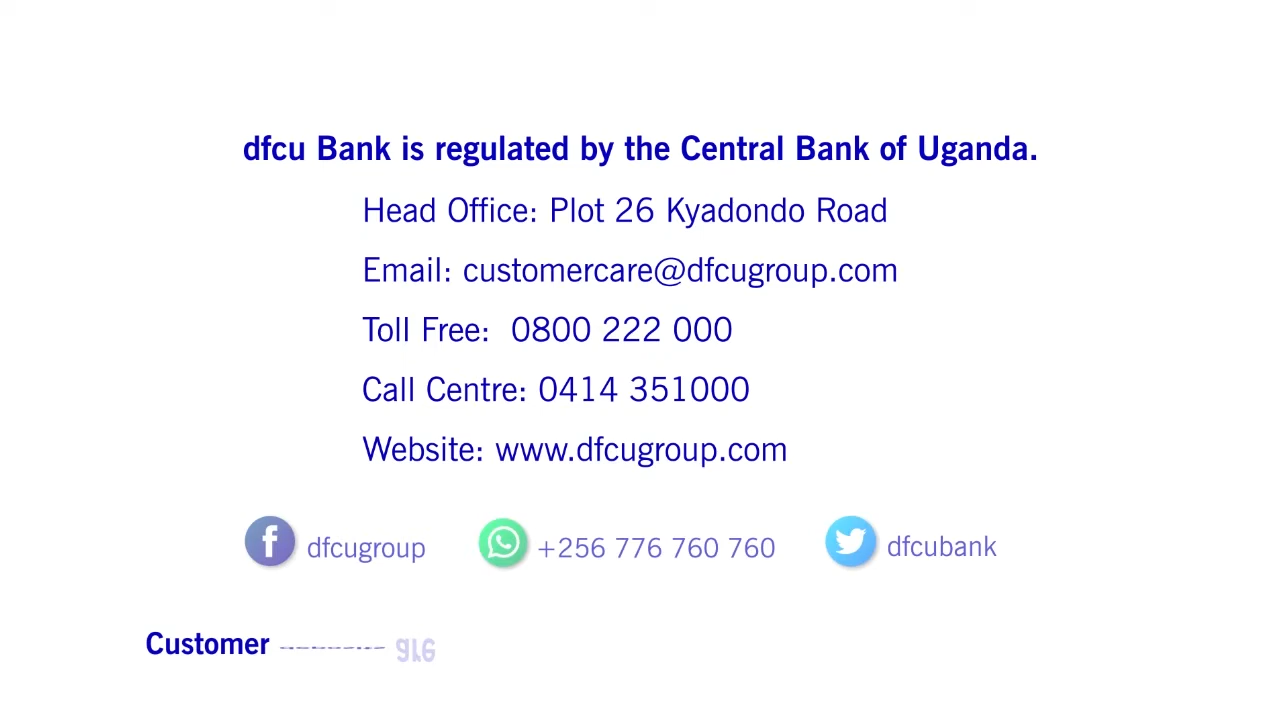 dfcu Bank is regulated by the Central Bank of Uganda.
Head Office: Plot 26 Kyadondo Road
Email: customercare@dfcugroup.com
Toll Free: 0800 222 000
Call Centre: 0414 351000
Website: www.dfcugroup.com
dfcugroup +256 776 760 760 dfcubank
Customer